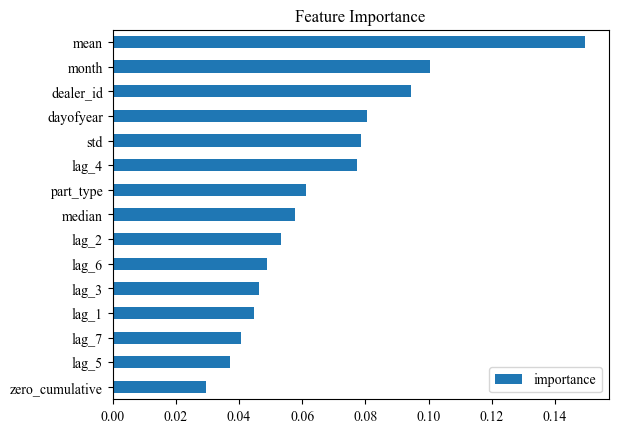 Feature Importance
mean
month
dealer_id
dayofyear
std
lag_4
part_type
median
lag_2
lag_6
lag_3
lag_1
lag_7
lag_5
zero_cumulative
importance
0.00 0.02 0.04 0.06 0.08 0.10 0.12 0.14